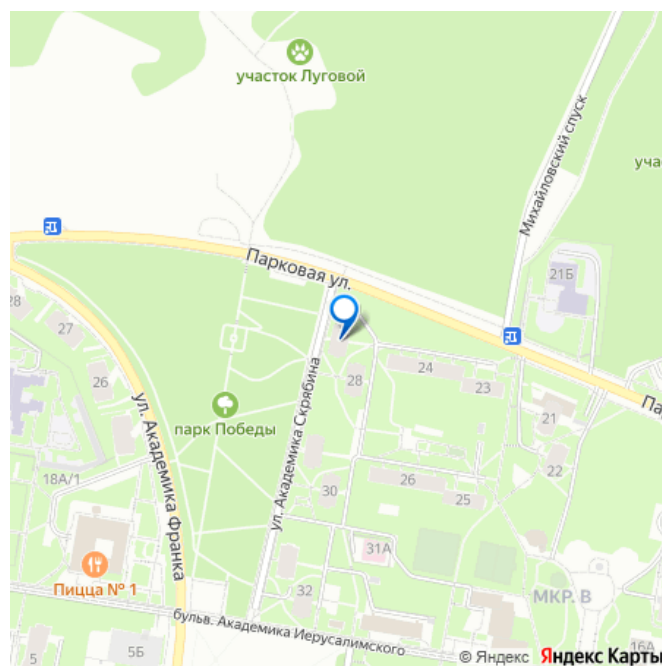 участок Луговой
Михайловский спуск
уча
21Б
Парковая ул.
28
27
26
24
23
28
Па
21
22
парк Победы
ул. Академика Скрябина
ул. Академика Франка
18А/1
30
26
25
31А
Пицца № 1
32
МКР. В
бульв. Академика Иерусалимского
5
5Б
16А
© Яндекс Яндекс Карты